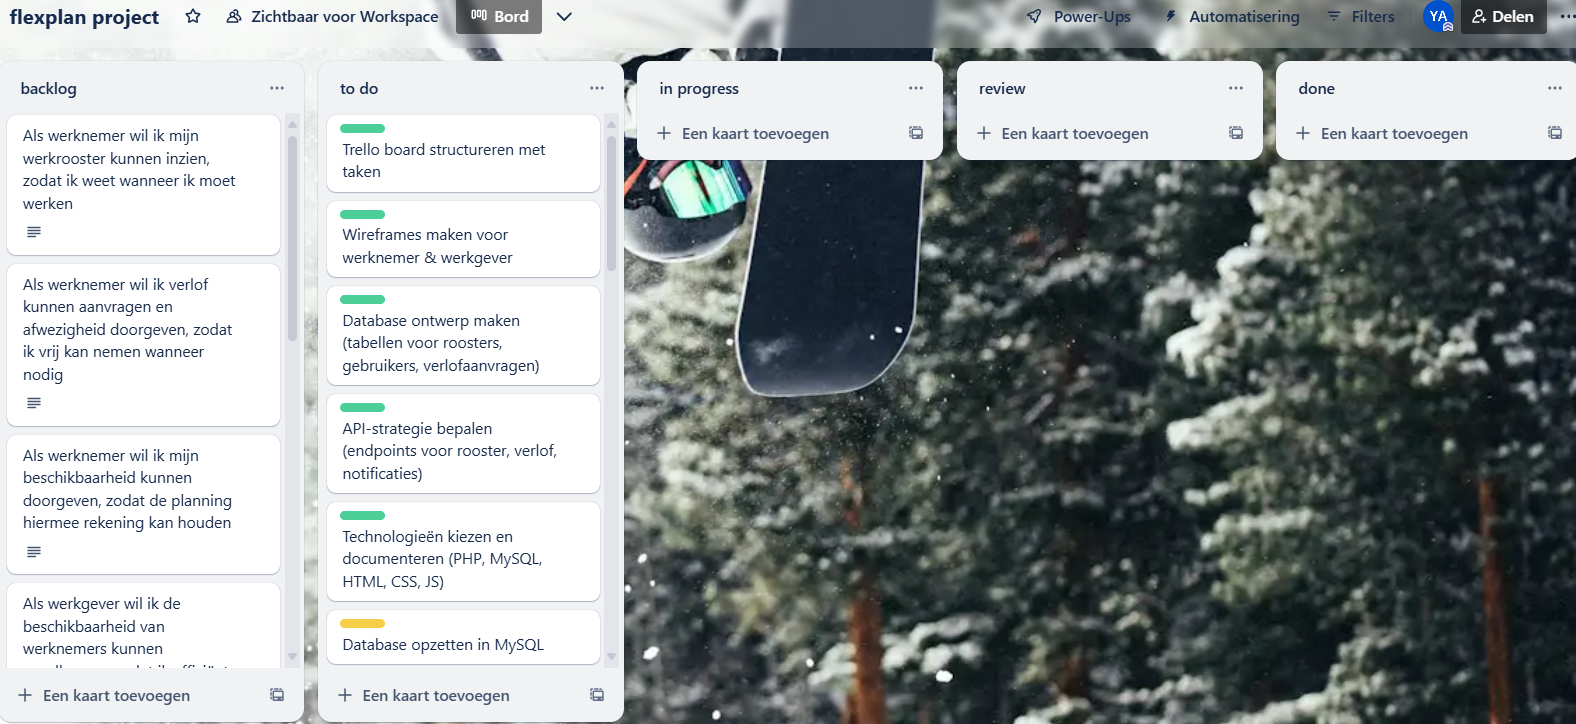 flexplan project
Zichtbaar voor Workspace
Bord
Power-Ups
Automatisering
Filters
YA
Delen
backlog
Als werknemer wil ik mijn
werkrooster kunnen inzien,
zodat ik weet wanneer ik moet
werken
Als werknemer wil ik verlof
kunnen aanvragen en
afwezigheid doorgeven, zodat
ik vrij kan nemen wanneer
nodig
Als werknemer wil ik mijn
beschikbaarheid kunnen
doorgeven, zodat de planning
hiermee rekening kan houden
Als werkgever wil ik de
beschikbaarheid van
werknemers kunnen
Een kaart toevoegen
to do
Trello board structureren met
taken
Wireframes maken voor
werknemer & werkgever
Database ontwerp maken
(tabellen voor roosters,
gebruikers, verlofaanvragen)
API-strategie bepalen
(endpoints voor rooster, verlof,
notificaties)
Technologieën kiezen en
documenteren (PHP, MySQL,
HTML, CSS, JS)
Database opzetten in MySQL
Een kaart toevoegen
in progress
Een kaart toevoegen
review
Een kaart toevoegen
done
Een kaart toevoegen